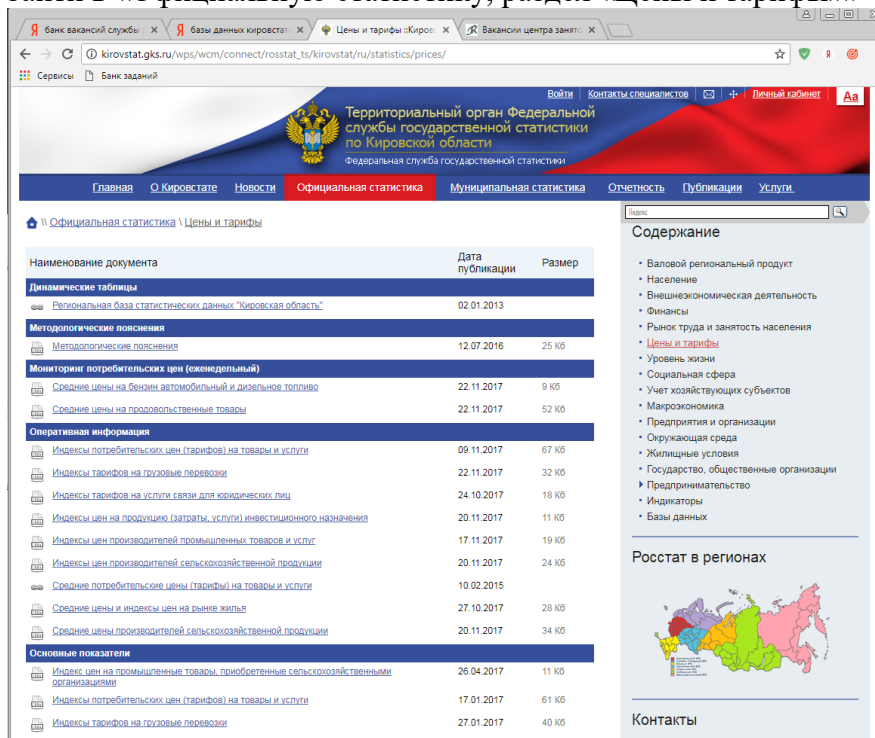 банк вакансий службы
базы данных кировстат
Цены и тарифы ::Киров
Вакансии центра занято
kirovstat.gks.ru/wps/wcm/connect/rosstat_ts/kirovstat/ru/statistics/prices/
Сервисы Банк заданий
Войти Контакты специалистов Личный кабинет Aa
Территориальный орган Федеральной
службы государственной статистики
по Кировской области
Федеральная служба государственной статистики
Главная О Кировстате Новости Официальная статистика Муниципальная статистика Отчетность Публикации Услуги
\\ Официальная статистика \ Цены и тарифы
Наименование документа Дата публикации Размер
Динамические таблицы
Региональная база статистических данных "Кировская область" 02.01.2013
Методологические пояснения
Методологические пояснения 12.07.2016 25 Кб
Мониторинг потребительских цен (еженедельный)
Средние цены на бензин автомобильный и дизельное топливо 22.11.2017 9 Кб
Средние цены на продовольственные товары 22.11.2017 52 Кб
Оперативная информация
Индексы потребительских цен (тарифов) на товары и услуги 09.11.2017 67 Кб
Индексы тарифов на грузовые перевозки 22.11.2017 32 Кб
Индексы тарифов на услуги связи для юридических лиц 24.10.2017 18 Кб
Индексы цен на продукцию (затраты, услуги) инвестиционного назначения 20.11.2017 11 Кб
Индексы цен производителей промышленных товаров и услуг 17.11.2017 19 Кб
Индексы цен производителей сельскохозяйственной продукции 20.11.2017 24 Кб
Средние потребительские цены (тарифы) на товары и услуги 10.02.2015
Средние цены и индексы цен на рынке жилья 27.10.2017 28 Кб
Средние цены производителей сельскохозяйственной продукции 20.11.2017 34 Кб
Основные показатели
Индекс цен на промышленные товары, приобретенные сельскохозяйственными
организациями 26.04.2017 11 Кб
Индексы потребительских цен (тарифов) на товары и услуги 17.01.2017 61 Кб
Индексы тарифов на грузовые перевозки 27.01.2017 40 Кб
Яндекс
Содержание
Валовой региональный продукт
Население
Внешнеэкономическая деятельность
Финансы
Рынок труда и занятость населения
Цены и тарифы
Уровень жизни
Социальная сфера
Учет хозяйствующих субъектов
Макроэкономика
Предприятия и организации
Окружающая среда
Жилищные условия
Государство, общественные организации
Предпринимательство
Индикаторы
Базы данных
Росстат в регионах
Контакты